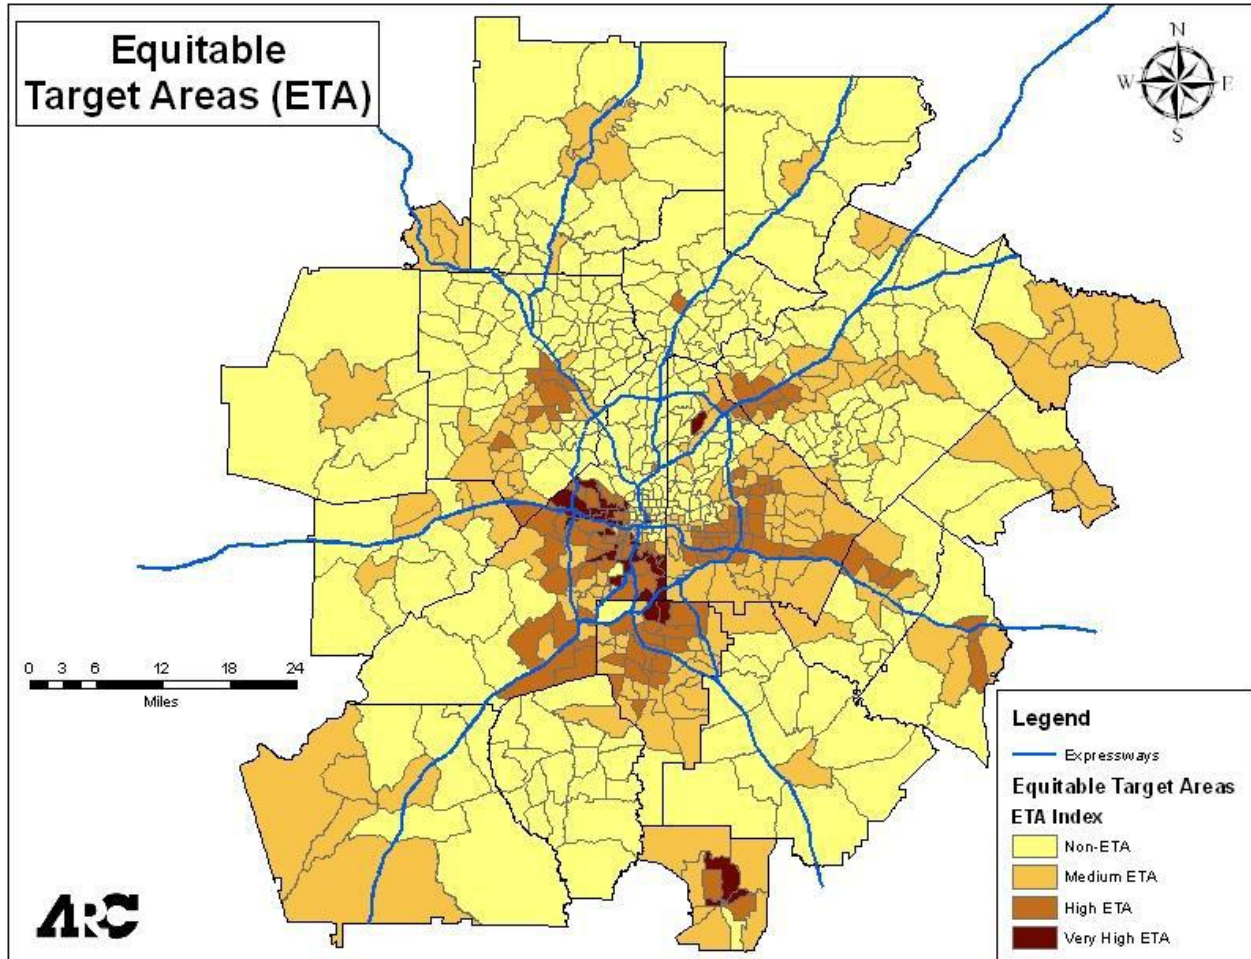 Equitable
Target Areas (ETA)
N
W E
S
0 3 6 12 18 24
Miles
Legend
Expressways
Equitable Target Areas
ETA Index
Non-ETA
Medium ETA
High ETA
Very High ETA
ARC